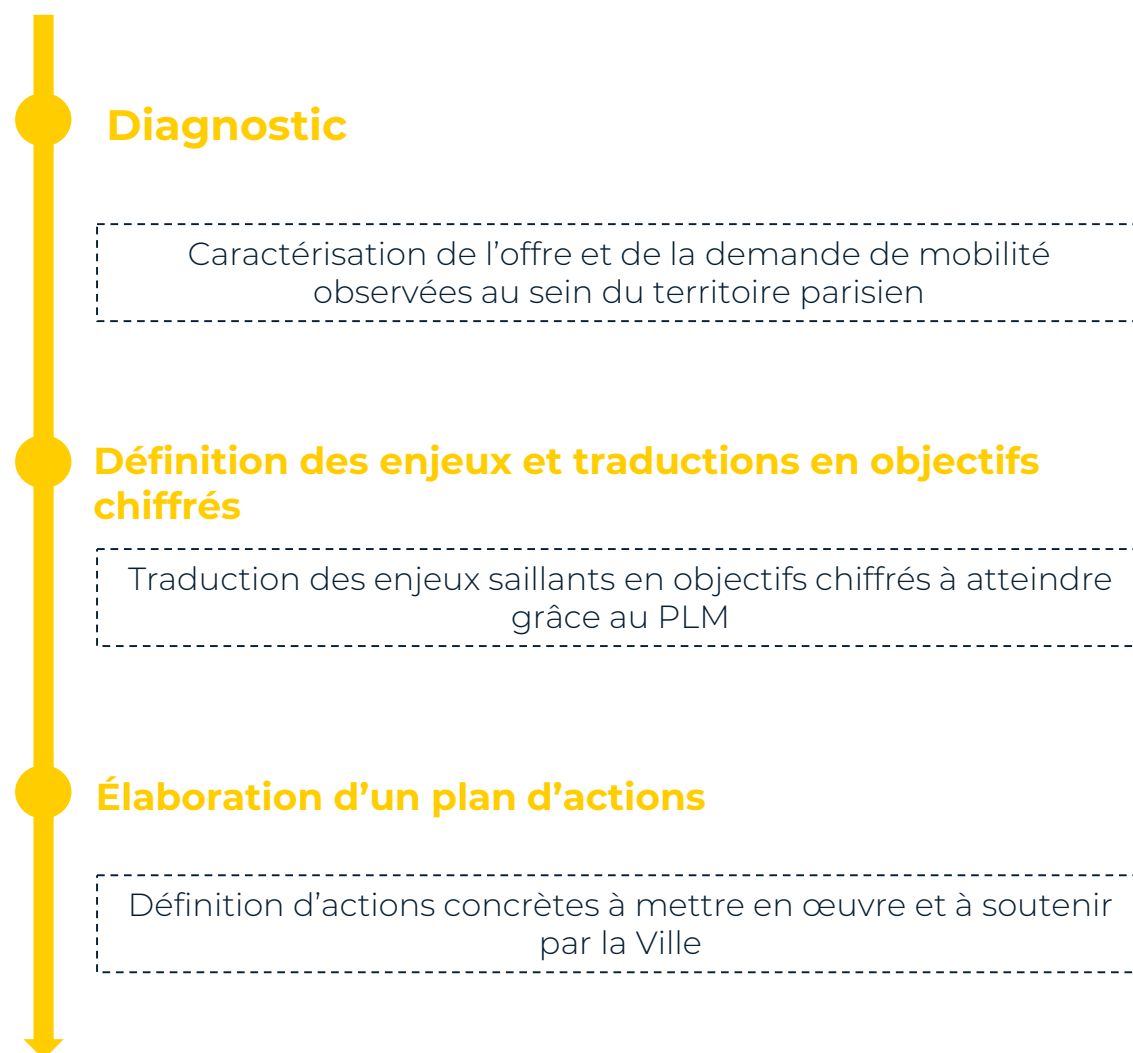 Diagnostic
Caractérisation de l’offre et de la demande de mobilité
observées au sein du territoire parisien
Définition des enjeux et traductions en objectifs
chiffrés
Traduction des enjeux saillants en objectifs chiffrés à atteindre
grâce au PLM
Élaboration d’un plan d’actions
Définition d’actions concrètes à mettre en œuvre et à soutenir
par la Ville